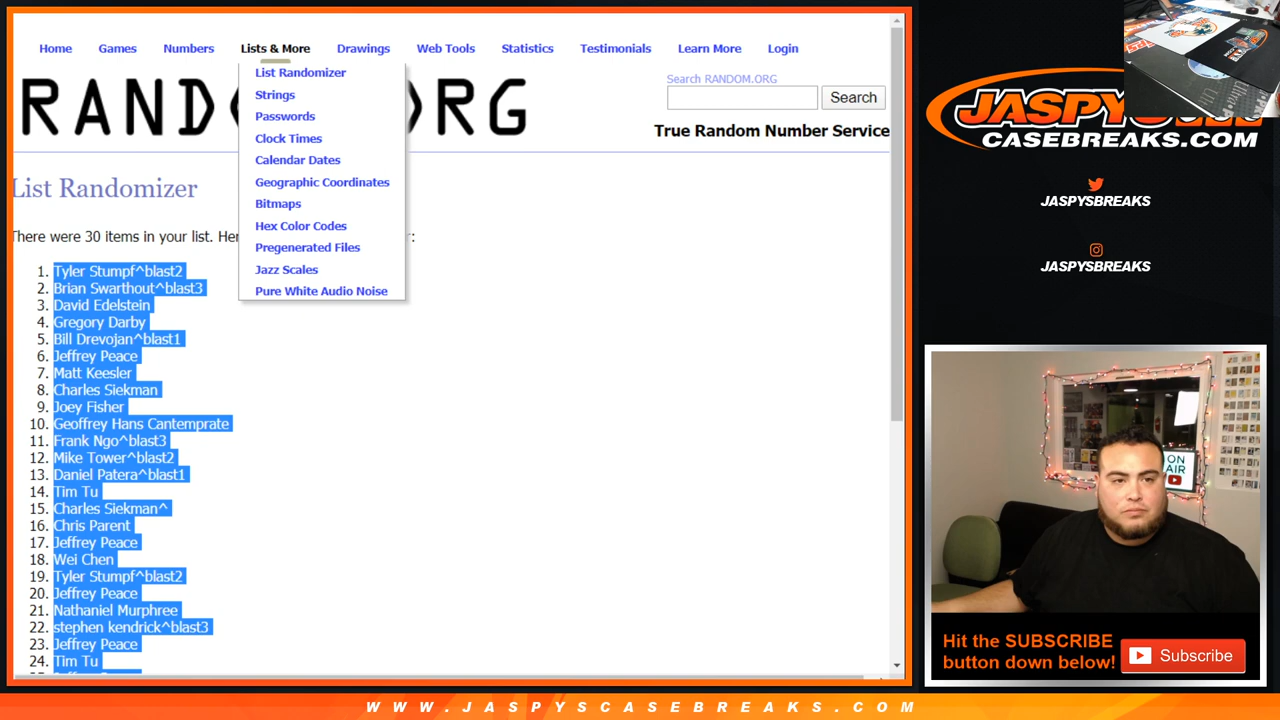 Home Games Numbers Lists & More Drawings Web Tools Statistics Testimonials Learn More Login
List Randomizer
Strings
Passwords
Clock Times
Calendar Dates
Geographic Coordinates
Bitmaps
Hex Color Codes
Pregenerated Files
Jazz Scales
Pure White Audio Noise
Search RANDOM.ORG
Search
True Random Number Service
List Randomizer
There were 30 items in your list.
1. Tyler Stumpf^blast2
2. Brian Swarthout^blast3
3. David Edelstein
4. Gregory Darby
5. Bill Drevojan^blast1
6. Jeffrey Peace
7. Matt Keesler
8. Charles Siekman
9. Joey Fisher
10. Geoffrey Hans Cantemprate
11. Frank Ngo^blast3
12. Mike Tower^blast2
13. Daniel Patera^blast1
14. Tim Tu
15. Charles Siekman^
16. Chris Parent
17. Jeffrey Peace
18. Wei Chen
19. Tyler Stumpf^blast2
20. Jeffrey Peace
21. Nathaniel Murphree
22. stephen kendrick^blast3
23. Jeffrey Peace
24. Tim Tu
CASEBREAKS.COM
JASPYSBREAKS
JASPYSBREAKS
ON
AIR
Hit the SUBSCRIBE
button down below!
Subscribe
WWW.JASPYSCASEBREAKS.COM